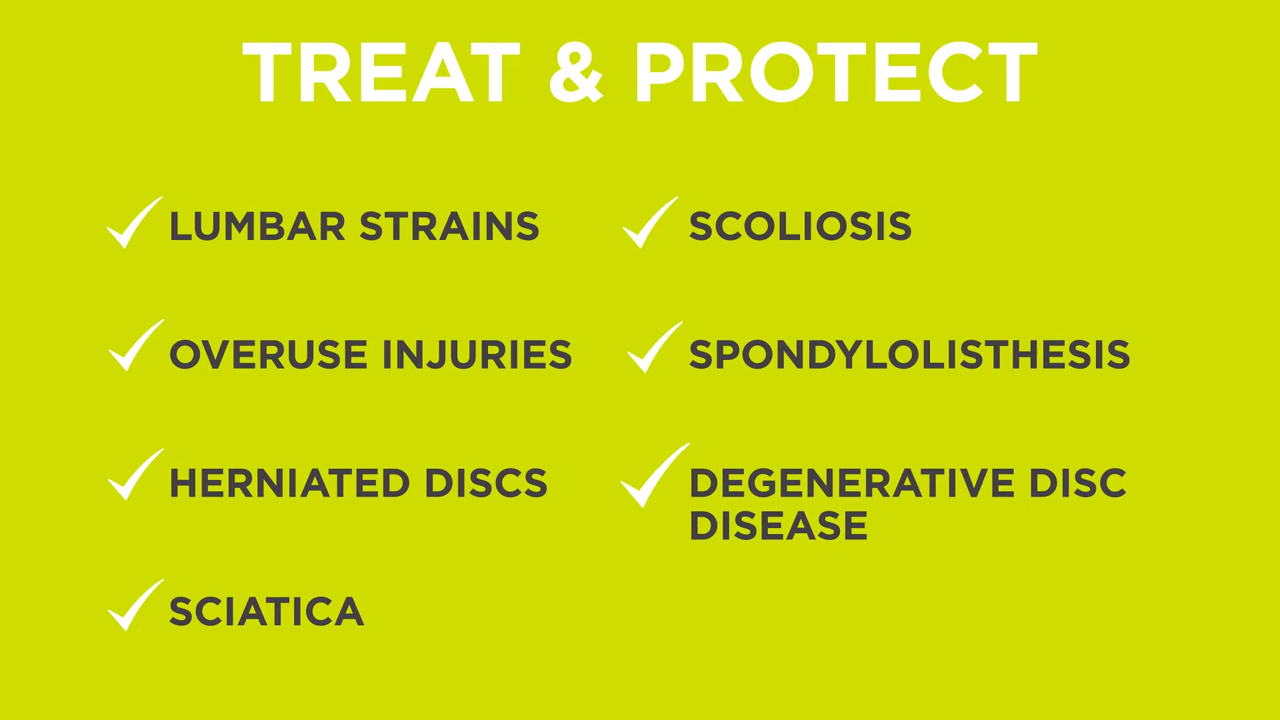 TREAT & PROTECT
LUMBAR STRAINS
OVERUSE INJURIES
HERNIATED DISCS
SCIATICA
SCOLIOSIS
SPONDYLOLISTHESIS
DEGENERATIVE DISC
DISEASE